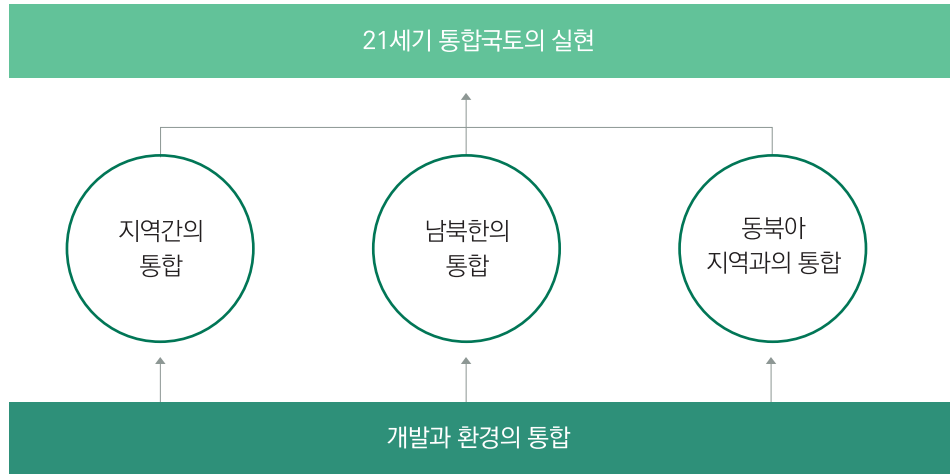 21세기 통합국토의 실현
지역간의
통합
남북한의
통합
동북아
지역과의 통합
개발과 환경의 통합